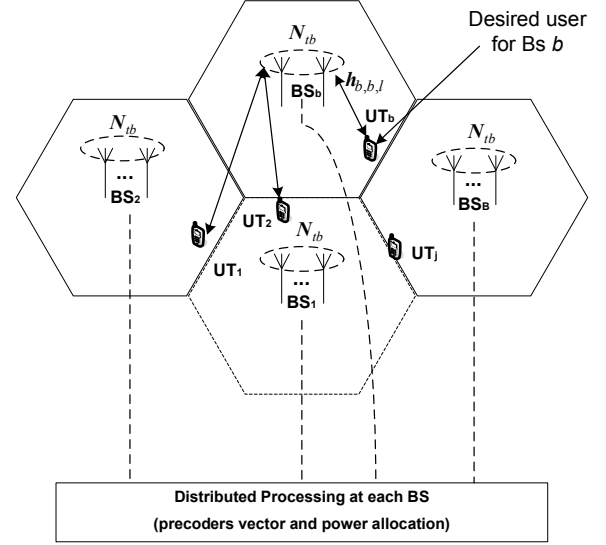 Desired user
for Bs b
N_tb
BS_b
h_b,b,l
UT_b
N_tb
...
BS_2
N_tb
...
BS_B
UT_2
UT_1
N_tb
...
BS_1
UT_j
Distributed Processing at each BS
(precoders vector and power allocation)